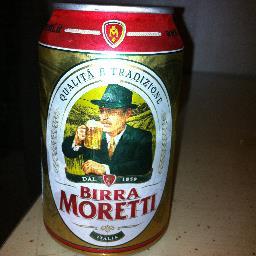 QUALITÀ E TRADIZIONE
DAL 1859
BIRRA
MORETTI
ITALIA